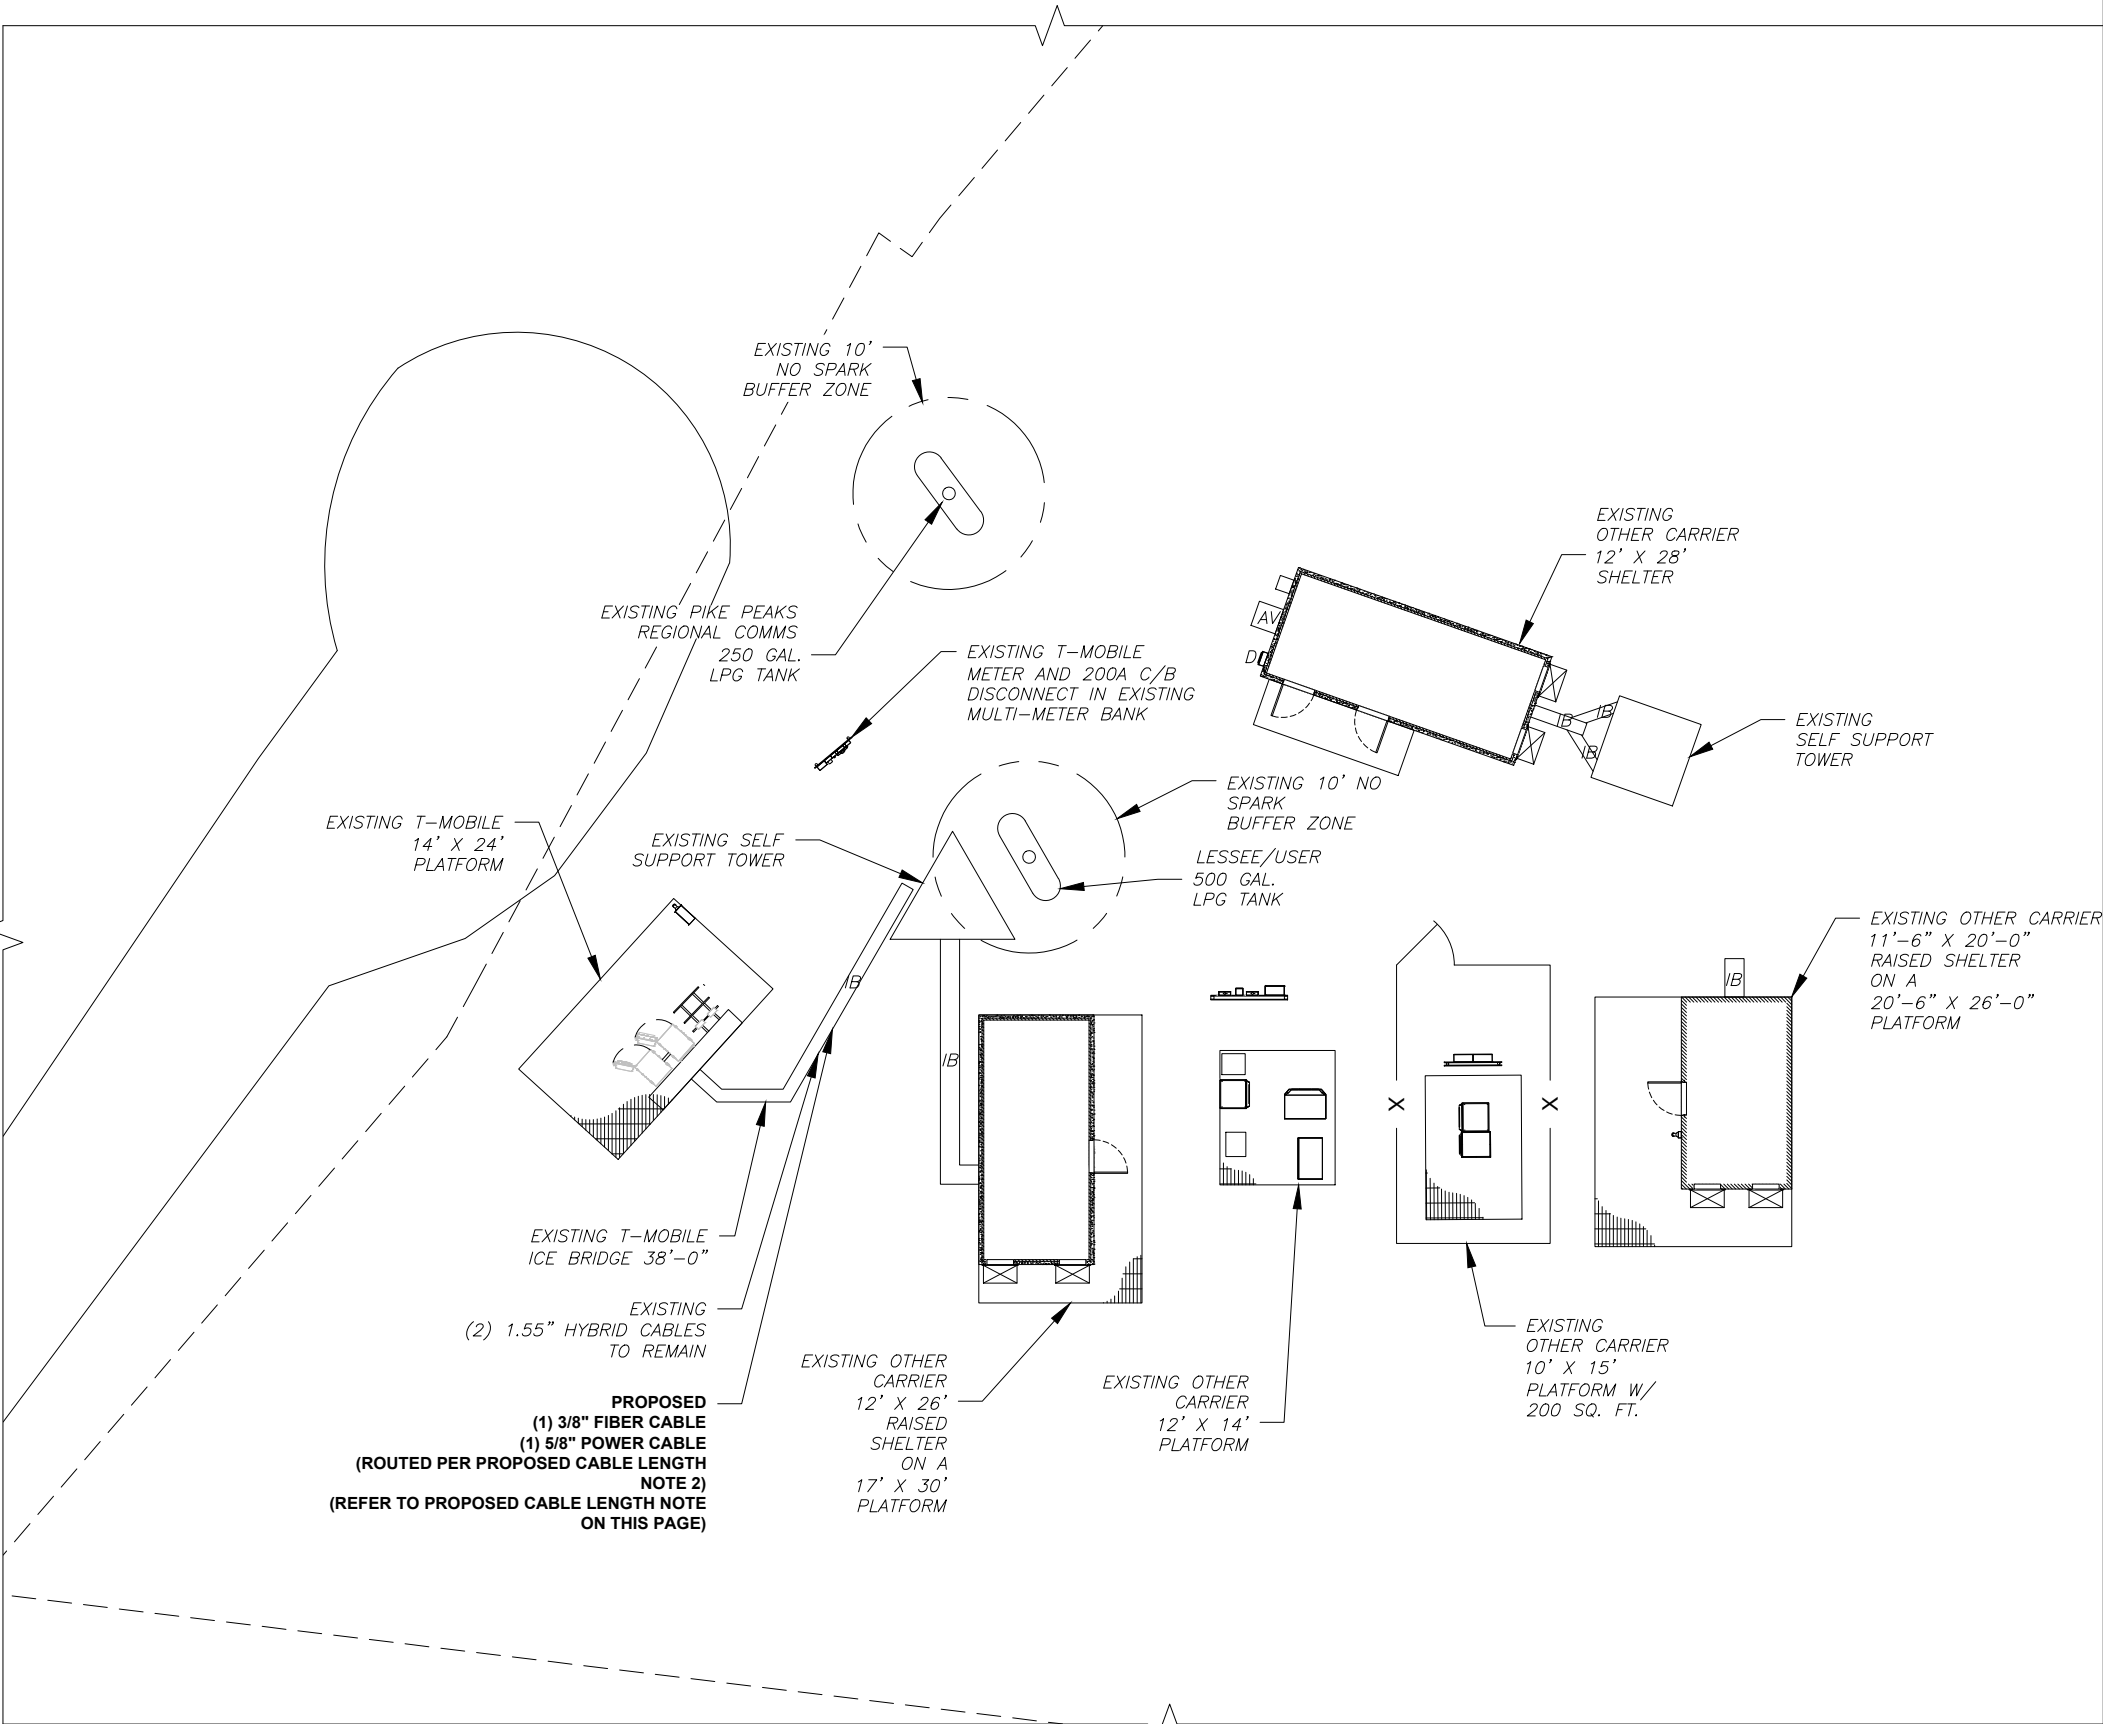 EXISTING 10'
NO SPARK
BUFFER ZONE
EXISTING
OTHER CARRIER
12' X 28'
SHELTER
EXISTING PIKE PEAKS
REGIONAL COMMS
250 GAL.
LPG TANK
AV
D
EXISTING T-MOBILE
METER AND 200A C/B
DISCONNECT IN EXISTING
MULTI-METER BANK
IB
IB
IB
EXISTING
SELF SUPPORT
TOWER
EXISTING 10' NO
SPARK
BUFFER ZONE
EXISTING T-MOBILE
14' X 24'
PLATFORM
EXISTING SELF
SUPPORT TOWER
LESSEE/USER
500 GAL.
LPG TANK
EXISTING OTHER CARRIER
11'-6" X 20'-0"
RAISED SHELTER
ON A
20'-6" X 26'-0"
PLATFORM
IB
IB
IB
X
X
EXISTING T-MOBILE
ICE BRIDGE 38'-0"
EXISTING
(2) 1.55" HYBRID CABLES
TO REMAIN
PROPOSED
(1) 3/8" FIBER CABLE
(1) 5/8" POWER CABLE
(ROUTED PER PROPOSED CABLE LENGTH
NOTE 2)
(REFER TO PROPOSED CABLE LENGTH NOTE
ON THIS PAGE)
EXISTING OTHER
CARRIER
12' X 26'
RAISED
SHELTER
ON A
17' X 30'
PLATFORM
EXISTING OTHER
CARRIER
12' X 14'
PLATFORM
EXISTING
OTHER CARRIER
10' X 15'
PLATFORM W/
200 SQ. FT.